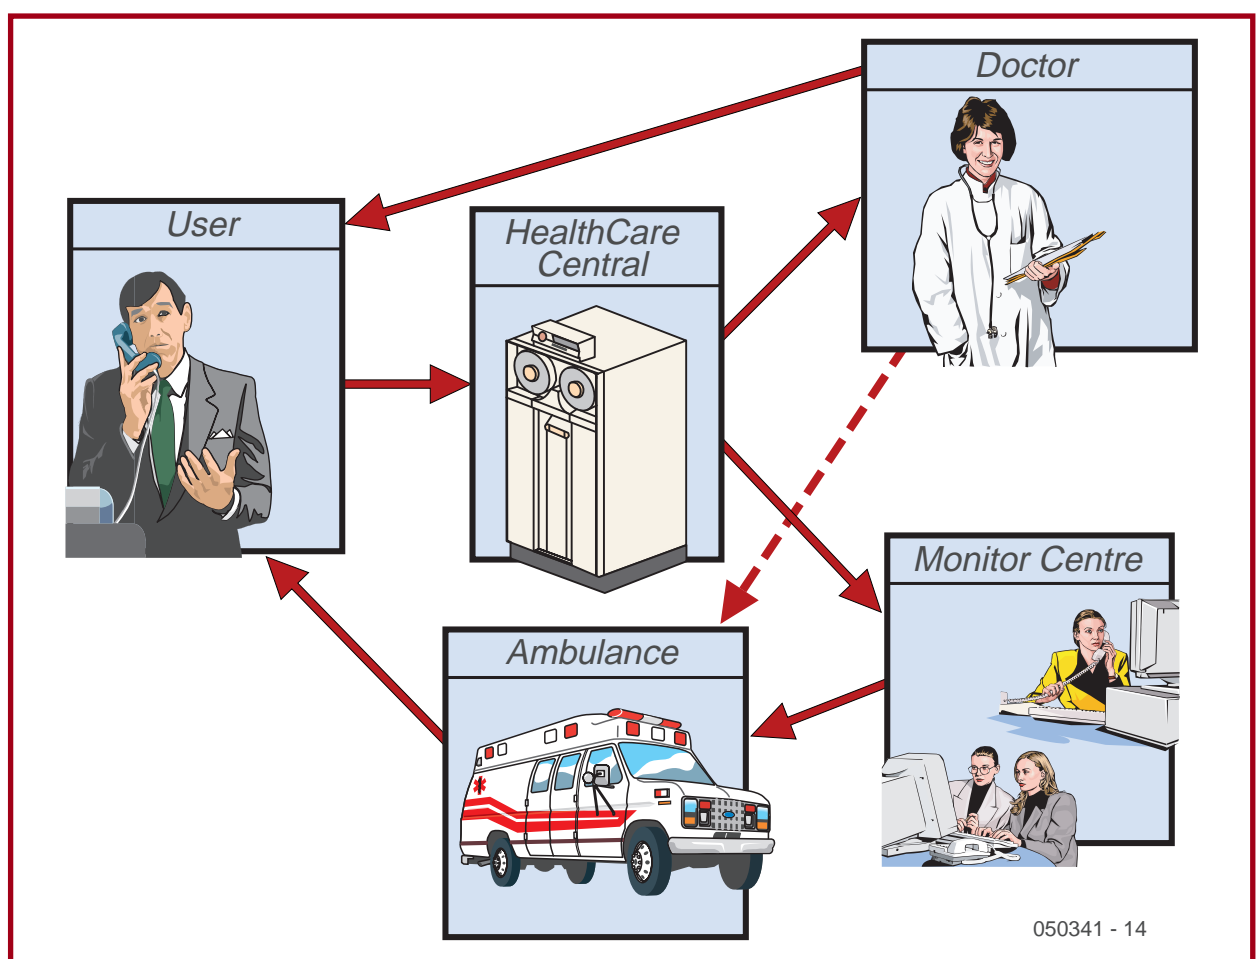 Doctor
User
HealthCare
Central
Monitor Centre
Ambulance
050341 - 14